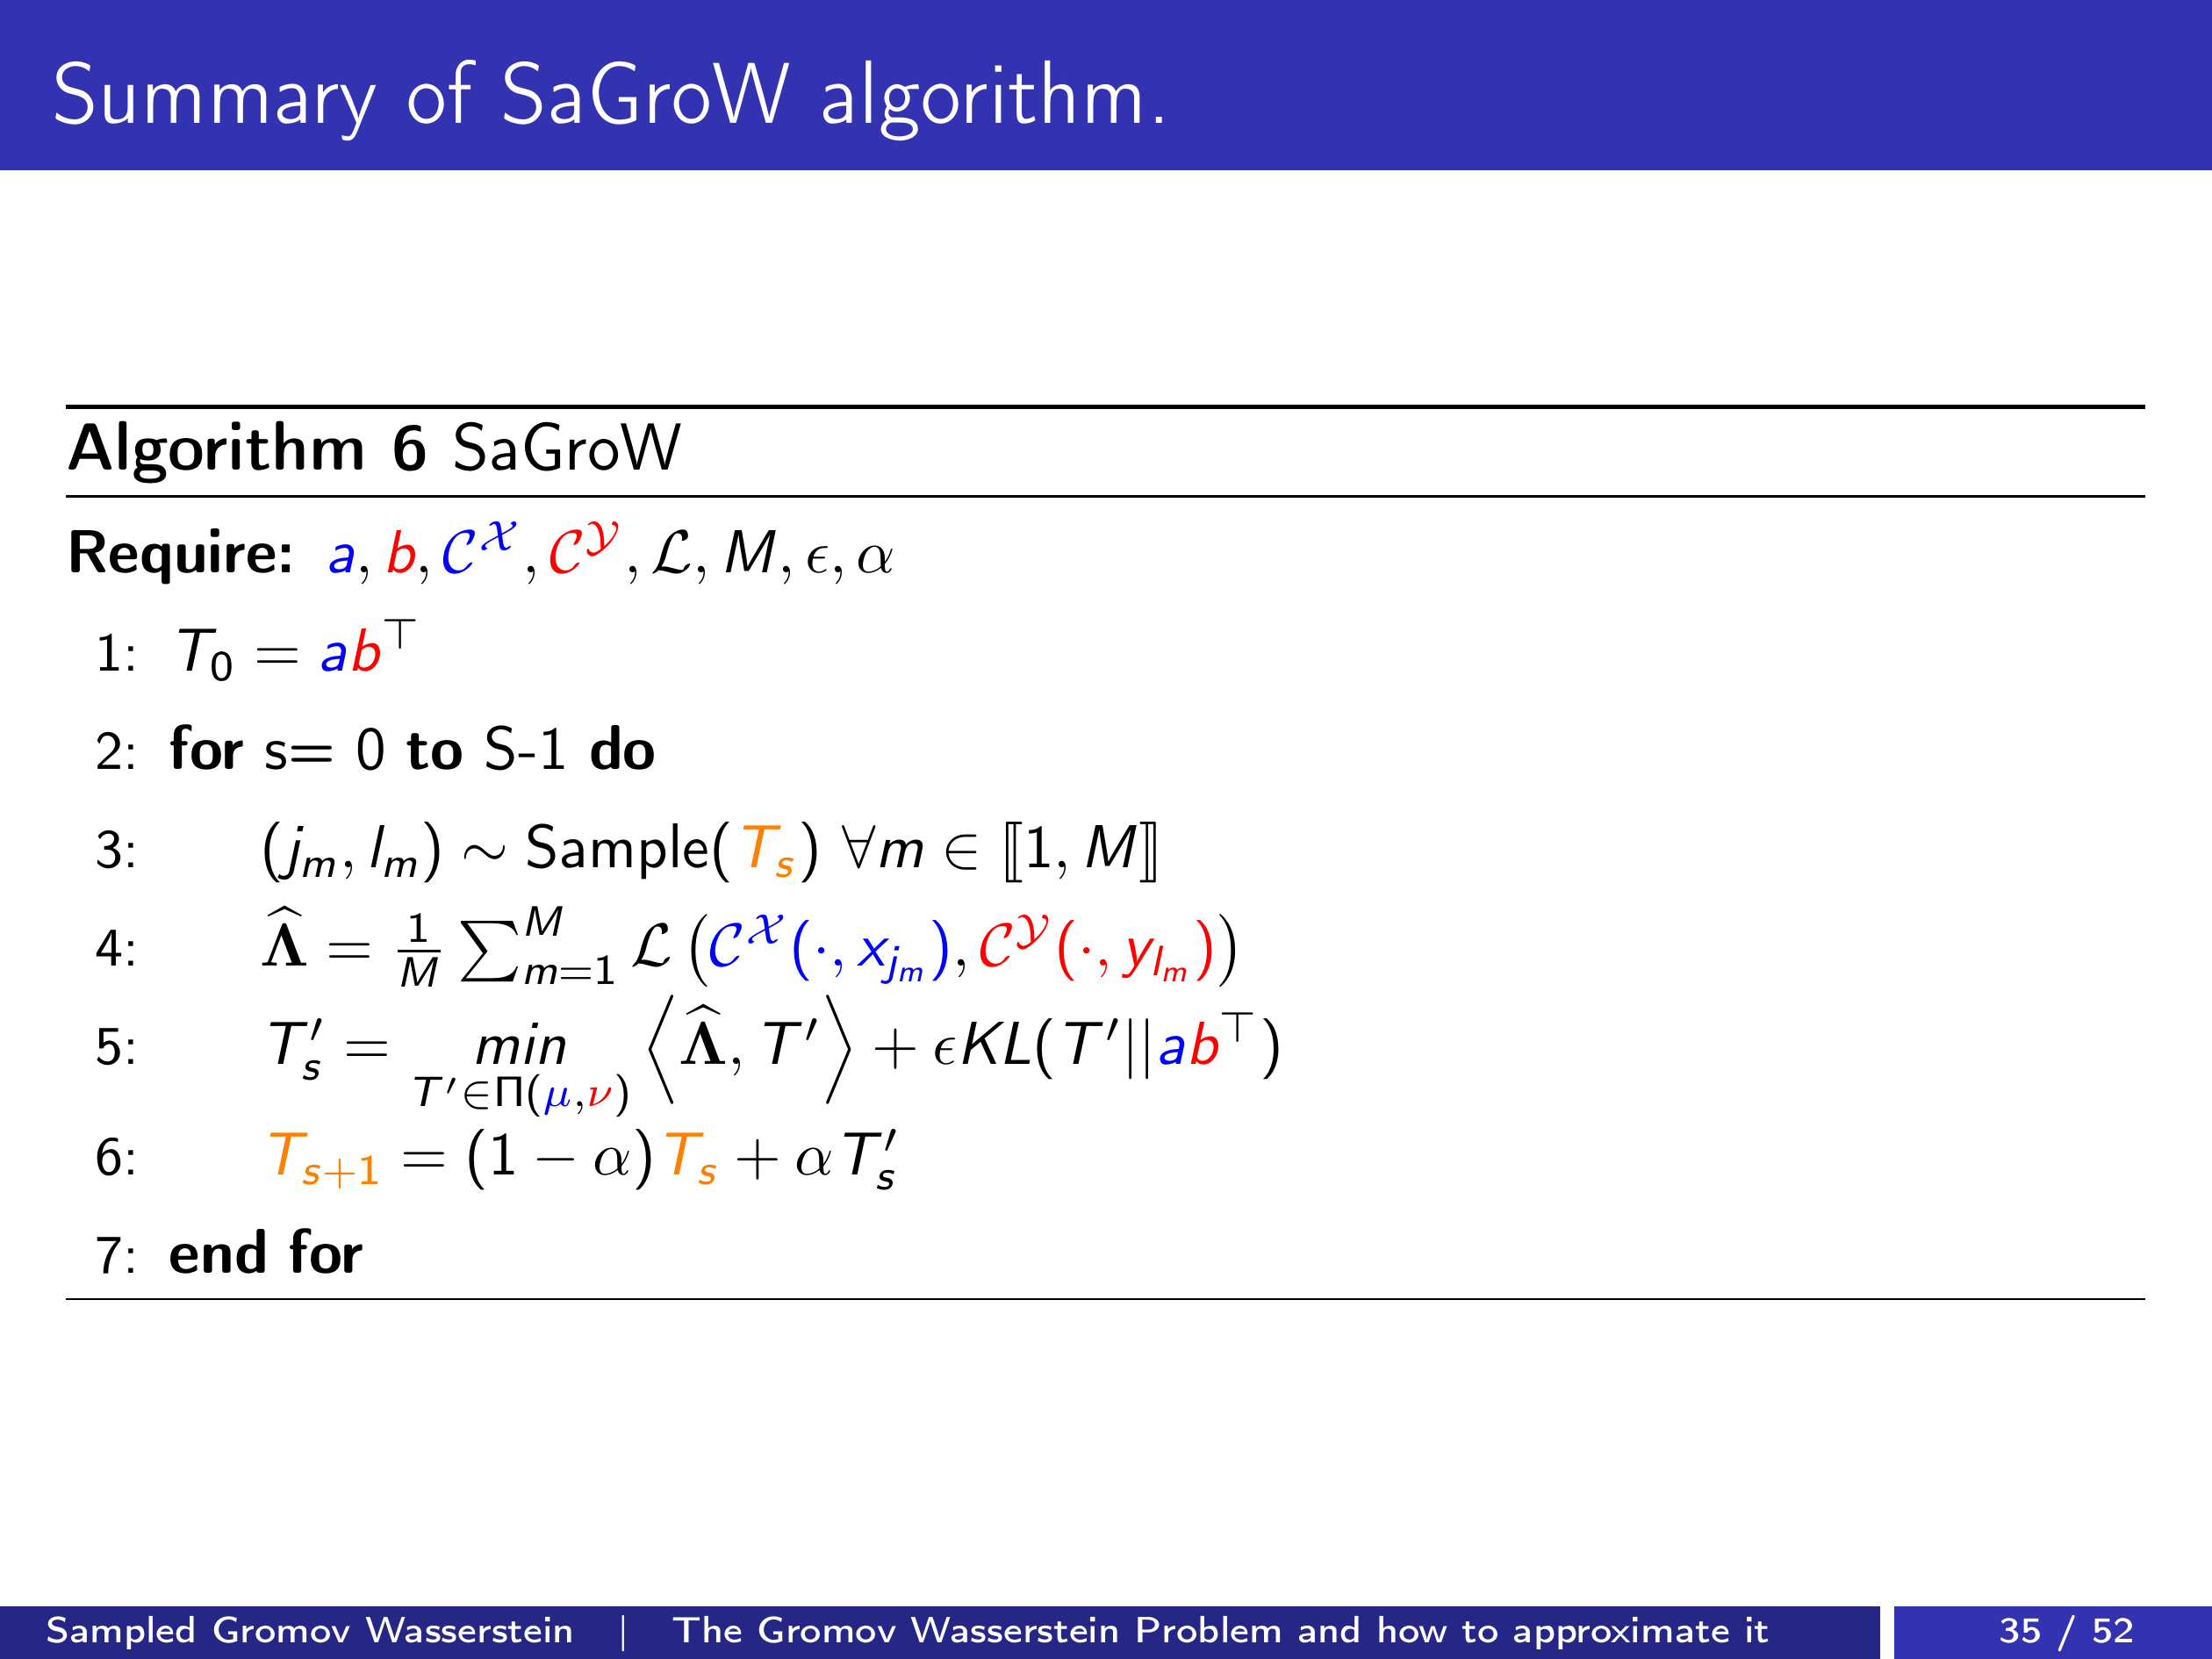 Summary of SaGroW algorithm.
Algorithm 6 SaGroW
Require: $a, b, \mathcal{C}^{\mathcal{X}}, \mathcal{C}^{\mathcal{Y}}, \mathcal{L}, M, \epsilon, \alpha$
1: $T_0 = ab^\top$
2: for s= 0 to S-1 do
3: $(j_m, l_m) \sim \text{Sample}(T_s) \ \forall m \in [\![1, M]\!]$
4: $\widehat{\mathbf{\Lambda}} = \frac{1}{M} \sum_{m=1}^{M} \mathcal{L}\left(\mathcal{C}^{\mathcal{X}}(\cdot, x_{j_m}), \mathcal{C}^{\mathcal{Y}}(\cdot, y_{l_m})\right)$
5: $T'_s = \underset{T' \in \Pi(\mu,\nu)}{min} \left\langle \widehat{\mathbf{\Lambda}}, T' \right\rangle + \epsilon KL(T'||ab^\top)$
6: $T_{s+1} = (1 - \alpha)T_s + \alpha T'_s$
7: end for
Sampled Gromov Wassserstein | The Gromov Wassserstein Problem and how to approximate it 35 / 52